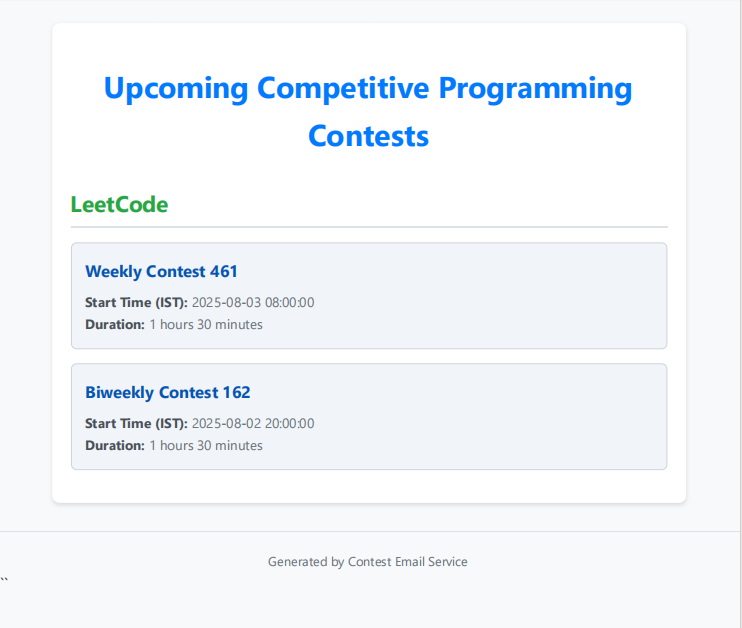 Upcoming Competitive Programming
Contests
LeetCode
Weekly Contest 461
Start Time (IST): 2025-08-03 08:00:00
Duration: 1 hours 30 minutes
Biweekly Contest 162
Start Time (IST): 2025-08-02 20:00:00
Duration: 1 hours 30 minutes
Generated by Contest Email Service
``